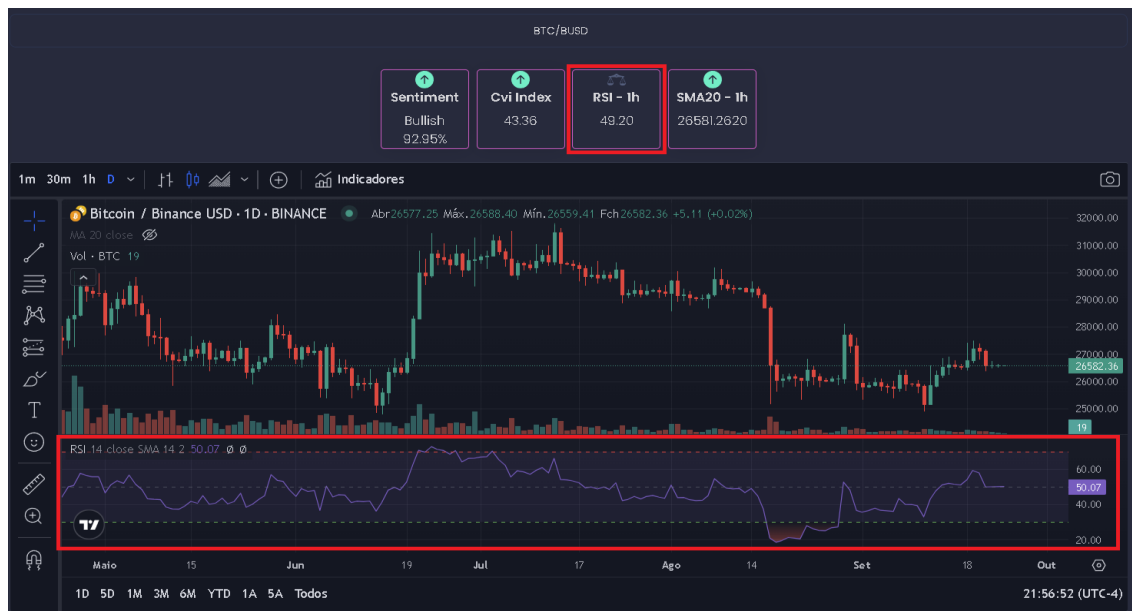 BTC/BUSD
Sentiment Cvi Index RSI - 1h SMA20 - 1h
Bullish 43.36 49.20 26581.2620
92.95%
1m 30m 1h D Indicadores
Bitcoin / Binance USD · 1D · BINANCE Abr26577.25 Máx.26588.40 Mín.26559.41 Fch26582.36 +5.11 (+0.02%)
32000.00
MA 20 close
31000.00
Vol · BTC 19
30000.00
29000.00
28000.00
27000.00
26582.36
26000.00
25000.00
19
RSI 14 close SMA 14 2 50.07 Ø Ø
60.00
50.07
40.00
20.00
Maio 15 Jun 19 Jul 17 Ago 14 Set 18 Out
1D 5D 1M 3M 6M YTD 1A 5A Todos 21:56:52 (UTC-4)